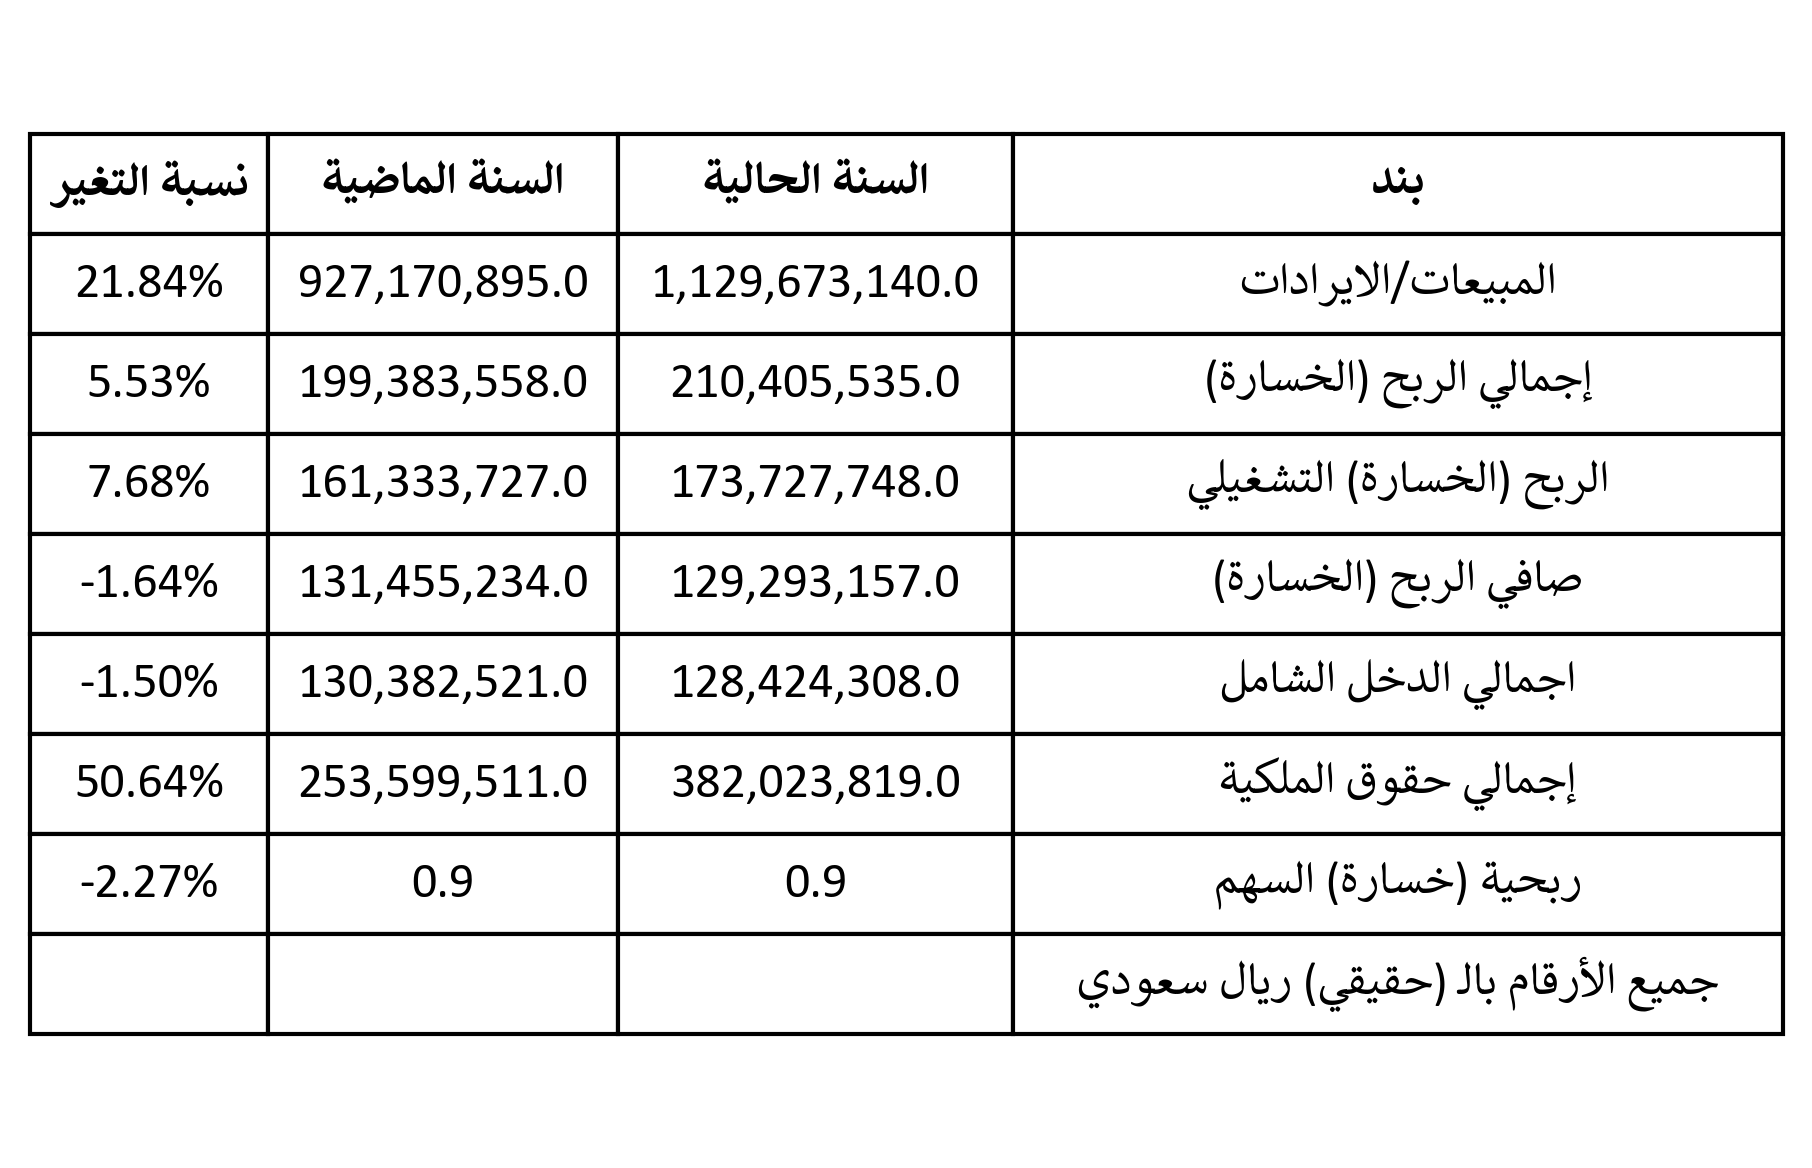 بند السنة الحالية السنة الماضية نسبة التغير
المبيعات/الايرادات 1,129,673,140.0 927,170,895.0 21.84%
إجمالي الربح (الخسارة) 210,405,535.0 199,383,558.0 5.53%
الربح (الخسارة) التشغيلي 173,727,748.0 161,333,727.0 7.68%
صافي الربح (الخسارة) 129,293,157.0 131,455,234.0 -1.64%
اجمالي الدخل الشامل 128,424,308.0 130,382,521.0 -1.50%
إجمالي حقوق الملكية 382,023,819.0 253,599,511.0 50.64%
ربحية (خسارة) السهم 0.9 0.9 -2.27%
جميع الأرقام بالـ (حقيقي) ريال سعودي